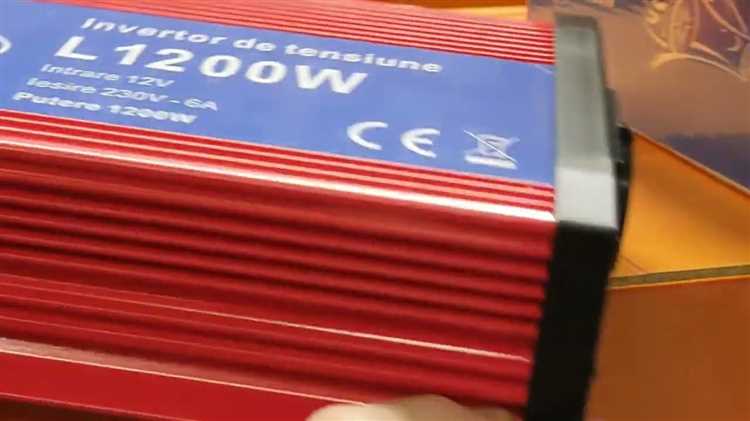 Invertor de tensiune
L1200W
Intrare 12V
Iesire 230V - 6A
Putere 1200W
CE